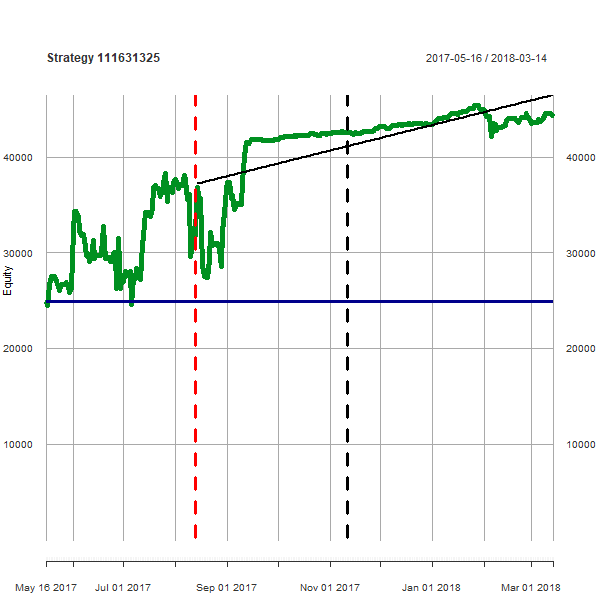 Strategy 111631325
2017-05-16 / 2018-03-14
40000 40000
30000 30000
Equity
20000 20000
10000 10000
May 16 2017 Jul 01 2017 Sep 01 2017 Nov 01 2017 Jan 01 2018 Mar 01 2018